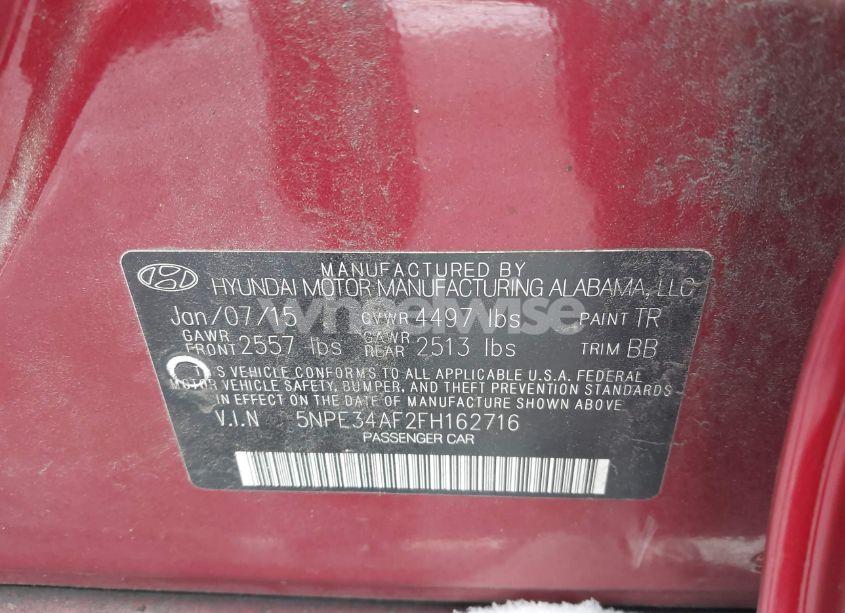 MANUFACTURED BY
HYUNDAI MOTOR MANUFACTURING ALABAMA, LLC
Jan/07/15 GVWR 4497 lbs PAINT TR
GAWR FRONT 2557 lbs GAWR REAR 2513 lbs TRIM BB
T S VEHICLE CONFORMS TO ALL APPLICABLE U.S.A. FEDERAL
MOTOR VEHICLE SAFETY, BUMPER, AND THEFT PREVENTION STANDARDS
IN EFFECT ON THE DATE OF MANUFACTURE SHOWN ABOVE
V.I.N 5NPE34AF2FH162716
PASSENGER CAR
wheelwise